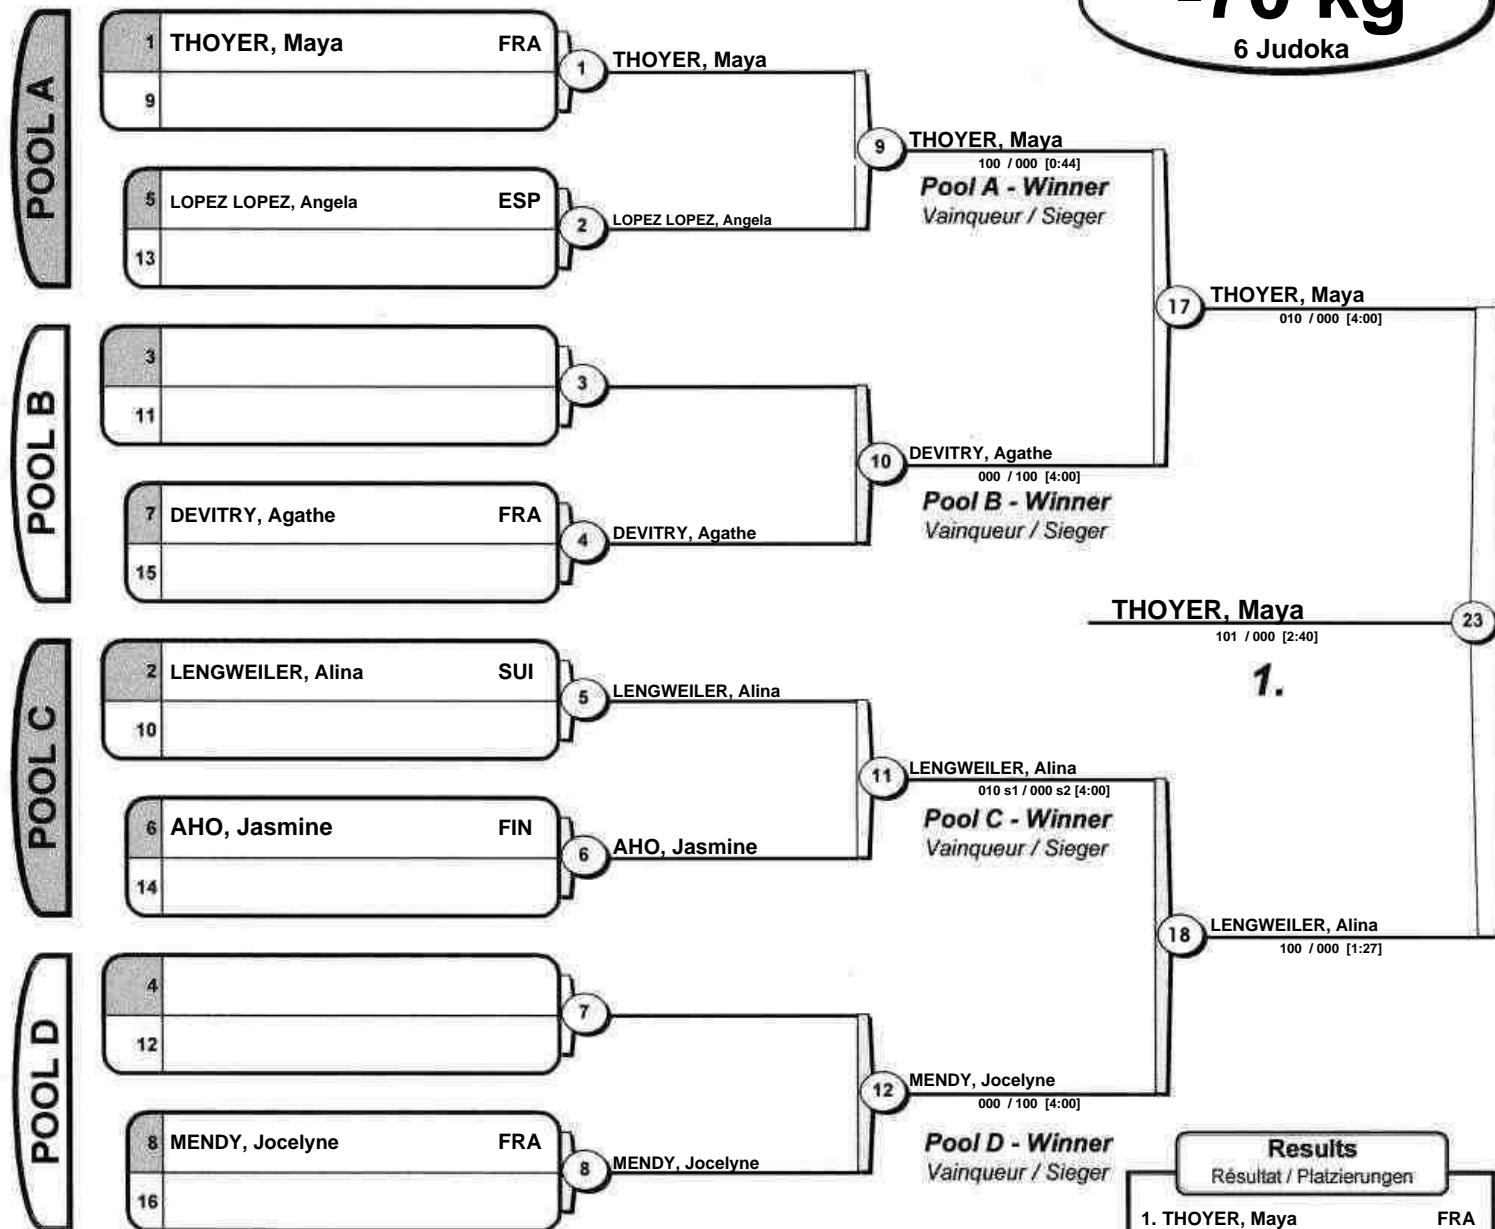 -70 kg
6 Judoka
POOL A
1 THOYER, Maya FRA
9
1 THOYER, Maya
5 LOPEZ LOPEZ, Angela ESP
13
2 LOPEZ LOPEZ, Angela
9 THOYER, Maya
100 / 000 [0:44]
Pool A - Winner
Vainqueur / Sieger
POOL B
3
11
3
7 DEVITRY, Agathe FRA
15
4 DEVITRY, Agathe
10 DEVITRY, Agathe
000 / 100 [4:00]
Pool B - Winner
Vainqueur / Sieger
17 THOYER, Maya
010 / 000 [4:00]
THOYER, Maya 23
101 / 000 [2:40]
1.
POOL C
2 LENGWEILER, Alina SUI
10
5 LENGWEILER, Alina
6 AHO, Jasmine FIN
14
6 AHO, Jasmine
11 LENGWEILER, Alina
010 s1 / 000 s2 [4:00]
Pool C - Winner
Vainqueur / Sieger
18 LENGWEILER, Alina
100 / 000 [1:27]
POOL D
4
12
7
8 MENDY, Jocelyne FRA
16
8 MENDY, Jocelyne
12 MENDY, Jocelyne
000 / 100 [4:00]
Pool D - Winner
Vainqueur / Sieger
Results
Résultat / Platzierungen
1. THOYER, Maya FRA